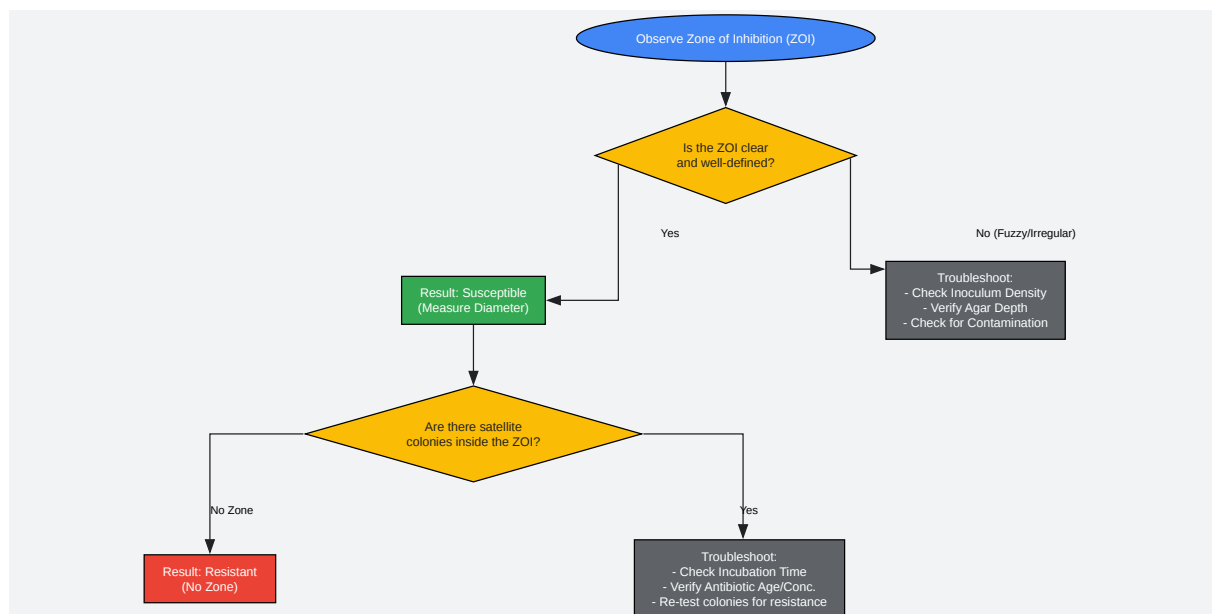 Observe Zone of Inhibition (ZOI)
Is the ZOI clear
and well-defined?
Yes
No (Fuzzy/Irregular)
Troubleshoot:
- Check Inoculum Density
- Verify Agar Depth
- Check for Contamination
Result: Susceptible
(Measure Diameter)
Are there satellite
colonies inside the ZOI?
No Zone
Yes
Result: Resistant
(No Zone)
Troubleshoot:
- Check Incubation Time
- Verify Antibiotic Age/Conc.
- Re-test colonies for resistance